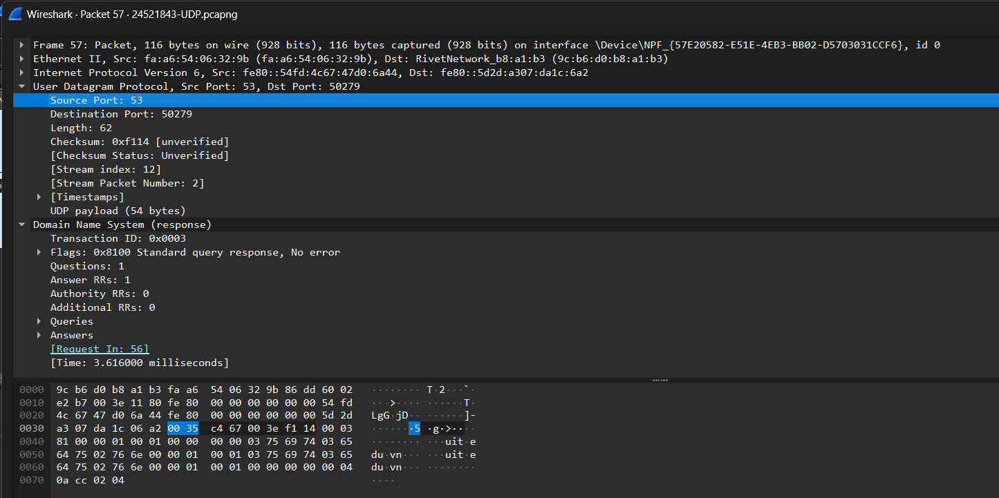 Wireshark · Packet 57 · 24521843-UDP.pcapng
Frame 57: Packet, 116 bytes on wire (928 bits), 116 bytes captured (928 bits) on interface \Device\NPF_{57E20582-E51E-4EB3-BB02-D5703031CCF6}, id 0
Ethernet II, Src: fa:a6:54:06:32:9b (fa:a6:54:06:32:9b), Dst: RivetNetwork_b8:a1:b3 (9c:b6:d0:b8:a1:b3)
Internet Protocol Version 6, Src: fe80::54fd:4c67:47d0:6a44, Dst: fe80::5d2d:a307:da1c:6a2
User Datagram Protocol, Src Port: 53, Dst Port: 50279
Source Port: 53
Destination Port: 50279
Length: 62
Checksum: 0xf114 [unverified]
[Checksum Status: Unverified]
[Stream index: 12]
[Stream Packet Number: 2]
[Timestamps]
UDP payload (54 bytes)
Domain Name System (response)
Transaction ID: 0x0003
Flags: 0x8100 Standard query response, No error
Questions: 1
Answer RRs: 1
Authority RRs: 0
Additional RRs: 0
Queries
Answers
[Request In: 56]
[Time: 3.616000 milliseconds]
0000 9c b6 d0 b8 a1 b3 fa a6 54 06 32 9b 86 dd 60 02 ········ T·2···`·
0010 e2 b7 00 3e 11 80 fe 80 00 00 00 00 00 00 54 fd ···>···· ······T·
0020 4c 67 47 d0 6a 44 fe 80 00 00 00 00 00 00 5d 2d LgG·jD·· ······]-
0030 a3 07 da 1c 06 a2 00 35 c4 67 00 3e f1 14 00 03 ·······5 ·g·>····
0040 81 00 00 01 00 01 00 00 00 00 03 75 69 74 03 65 ········ ···uit·e
0050 64 75 02 76 6e 00 00 01 00 01 03 75 69 74 03 65 du·vn··· ···uit·e
0060 64 75 02 76 6e 00 00 01 00 01 00 00 00 00 00 04 du·vn··· ········
0070 0a cc 02 04 ····